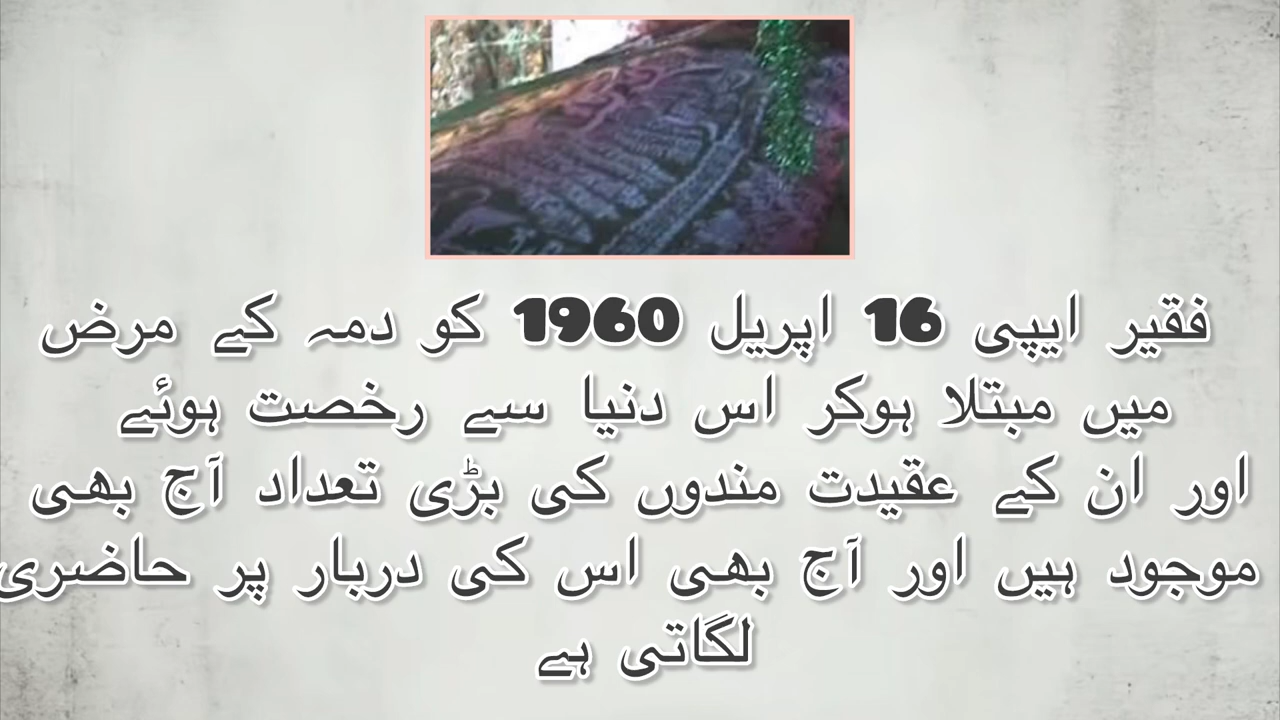 فقیر ایپی 16 اپریل 1960 کو دمہ کے مرض
میں مبتلا ہوکر اس دنیا سے رخصت ہوئے
اور ان کے عقیدت مندوں کی بڑی تعداد آج بھی
موجود ہیں اور آج بھی اس کی دربار پر حاضری
لگاتی ہے